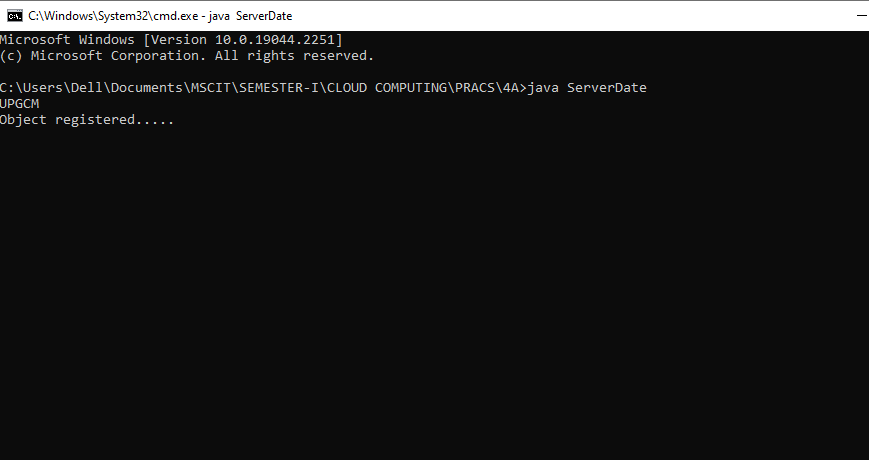 C:\Windows\System32\cmd.exe - java  ServerDate
Microsoft Windows [Version 10.0.19044.2251]
(c) Microsoft Corporation. All rights reserved.
C:\Users\Dell\Documents\MSCIT\SEMESTER-I\CLOUD COMPUTING\PRACS\4A>java ServerDate
UPGCM
Object registered.....